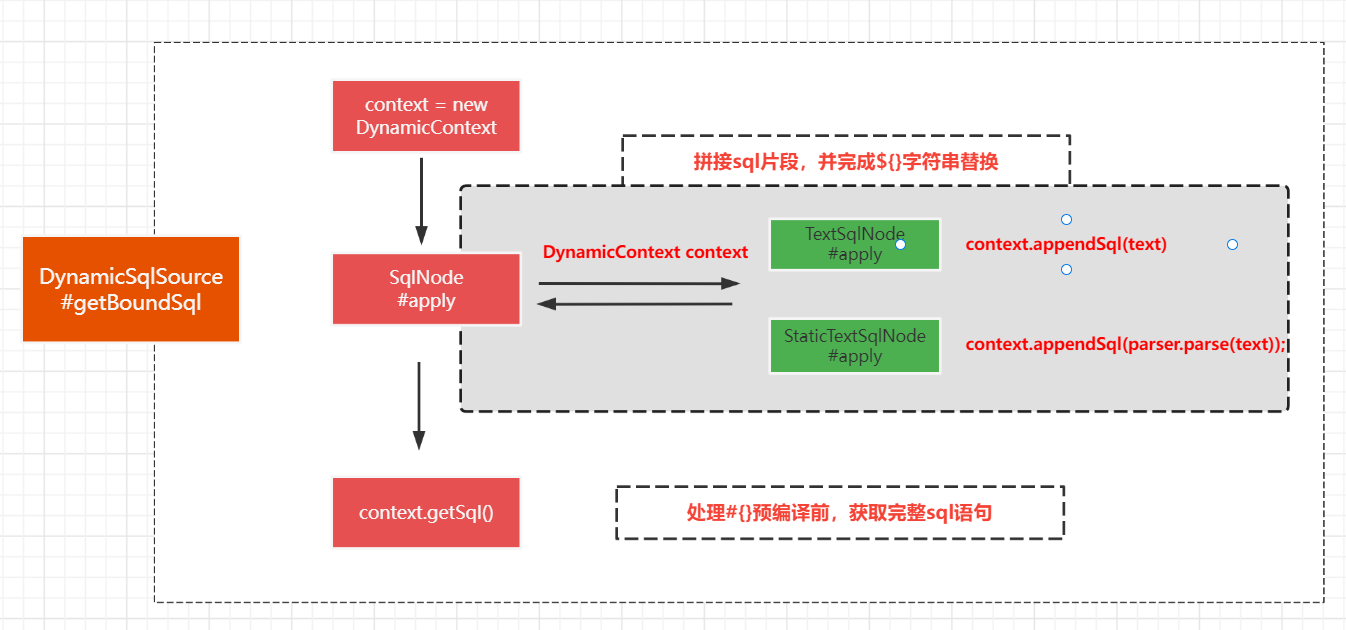 context = new
DynamicContext
拼接sql片段，并完成${}字符串替换
DynamicSqlSource
#getBoundSql
SqlNode
#apply
DynamicContext context
TextSqlNode
#apply
context.appendSql(text)
StaticTextSqlNode
#apply
context.appendSql(parser.parse(text));
context.getSql()
处理#{}预编译前，获取完整sql语句